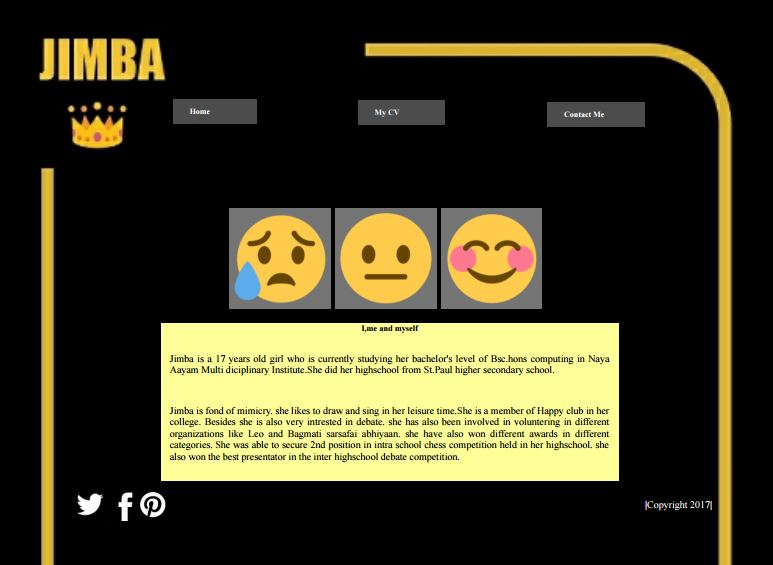 JIMBA
Home
My CV
Contact Me
I,me and myself
Jimba is a 17 years old girl who is currently studying her bachelor's level of Bsc.hons computing in Naya
Aayam Multi diciplinary Institute.She did her highschool from St.Paul higher secondary school.
Jimba is fond of mimicry. she likes to draw and sing in her leisure time.She is a member of Happy club in her
college. Besides she is also very intrested in debate. she has also been involved in voluntering in different
organizations like Leo and Bagmati sarsafai abhiyaan. she have also won different awards in different
categories. She was able to secure 2nd position in intra school chess competition held in her highschool. she
also won the best presentator in the inter highschool debate competition.
|Copyright 2017|